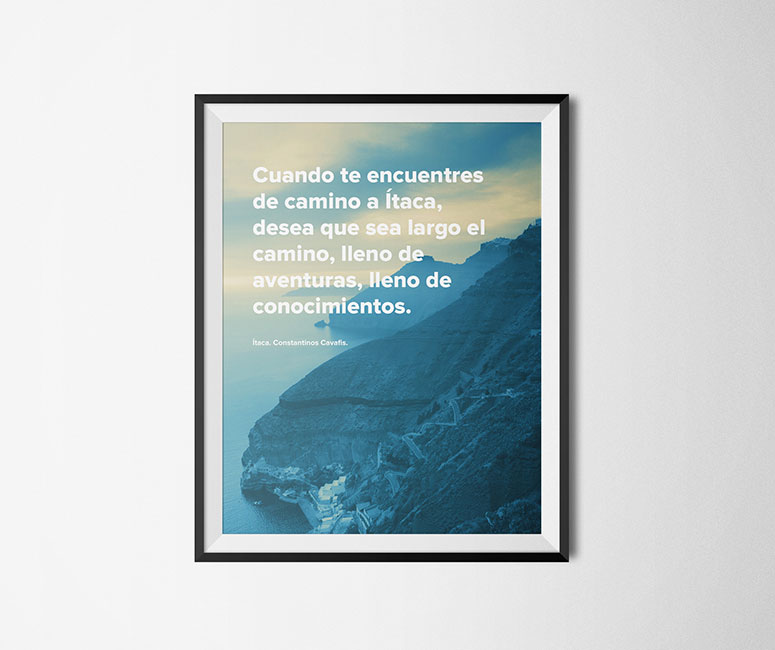 Cuando te encuentres
de camino a Ítaca,
desea que sea largo el
camino, lleno de
aventuras, lleno de
conocimientos.
Ítaca. Constantinos Cavafis.